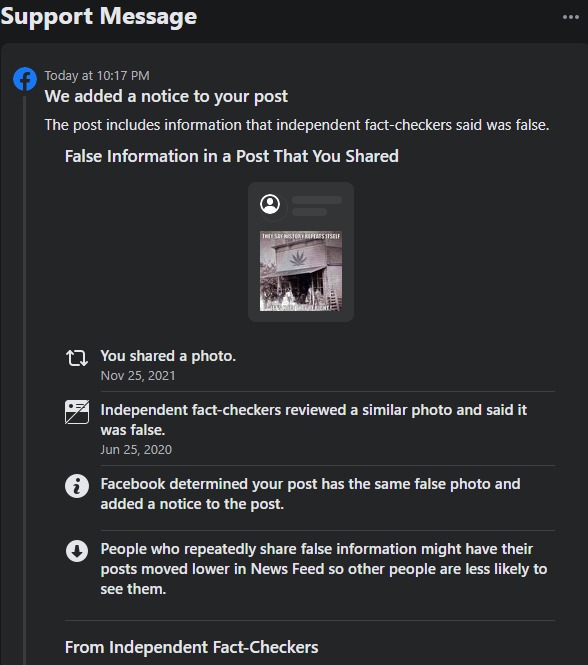 Support Message
Today at 10:17 PM
We added a notice to your post
The post includes information that independent fact-checkers said was false.
False Information in a Post That You Shared
THEY SAY HISTORY REPEATS ITSELF
You shared a photo.
Nov 25, 2021
Independent fact-checkers reviewed a similar photo and said it
was false.
Jun 25, 2020
Facebook determined your post has the same false photo and
added a notice to the post.
People who repeatedly share false information might have their
posts moved lower in News Feed so other people are less likely to
see them.
From Independent Fact-Checkers